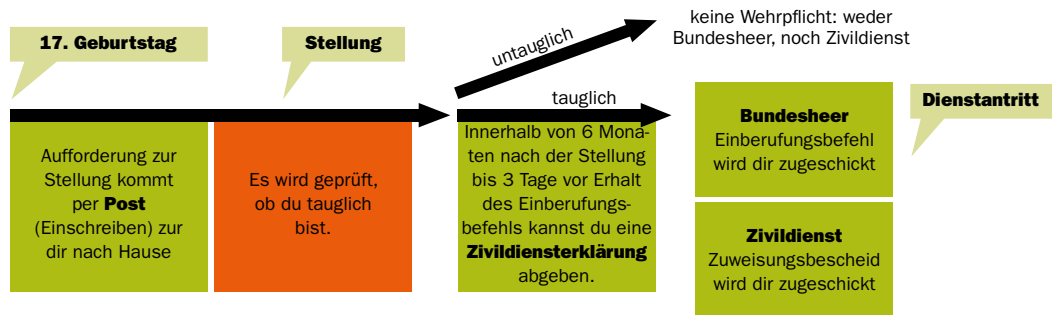 17. Geburtstag
Aufforderung zur
Stellung kommt
per Post
(Einschreiben) zur
dir nach Hause
Stellung
Es wird geprüft,
ob du tauglich
bist.
untauglich
keine Wehrpflicht: weder
Bundesheer, noch Zivildienst
tauglich
Innerhalb von 6 Mona-
ten nach der Stellung
bis 3 Tage vor Erhalt
des Einberufungs-
befehls kannst du eine
Zivildiensterklärung
abgeben.
Bundesheer
Einberufungsbefehl
wird dir zugeschickt
Zivildienst
Zuweisungsbescheid
wird dir zugeschickt
Dienstantritt